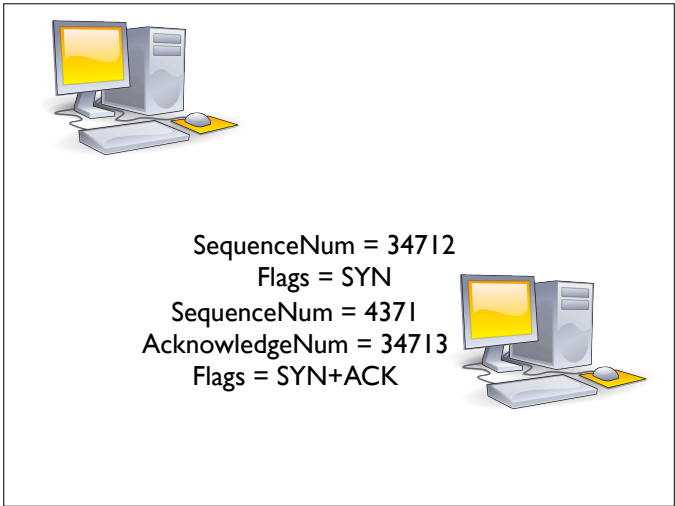 SequenceNum = 34712
Flags = SYN
SequenceNum = 4371
AcknowledgeNum = 34713
Flags = SYN+ACK